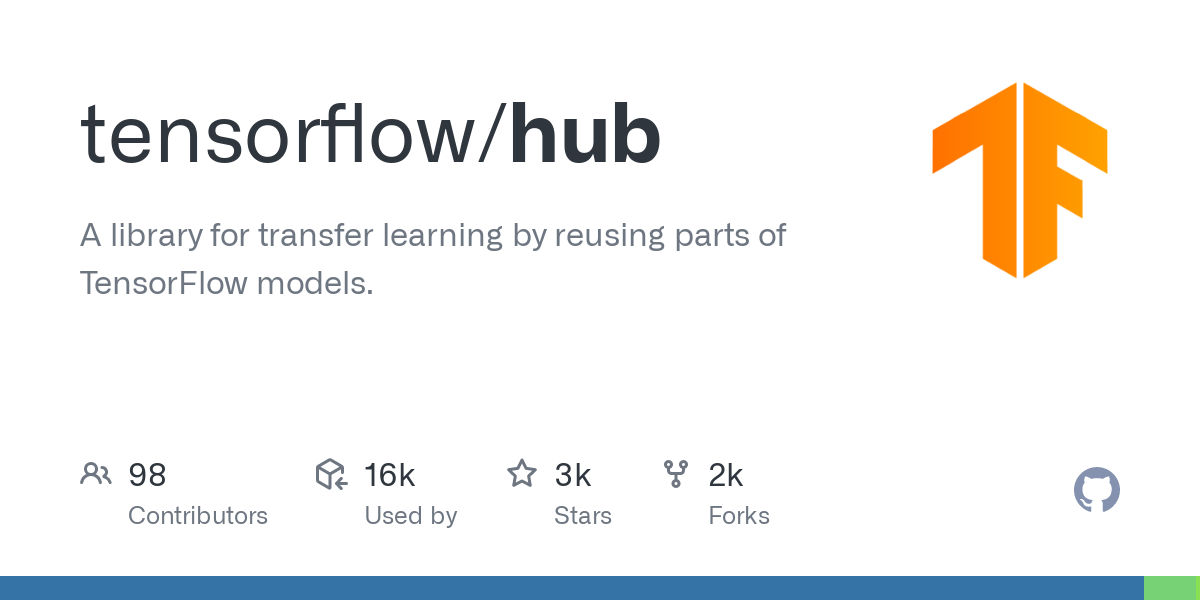 tensorflow/hub
A library for transfer learning by reusing parts of
TensorFlow models.
98 16k 3k 2k
Contributors Used by Stars Forks